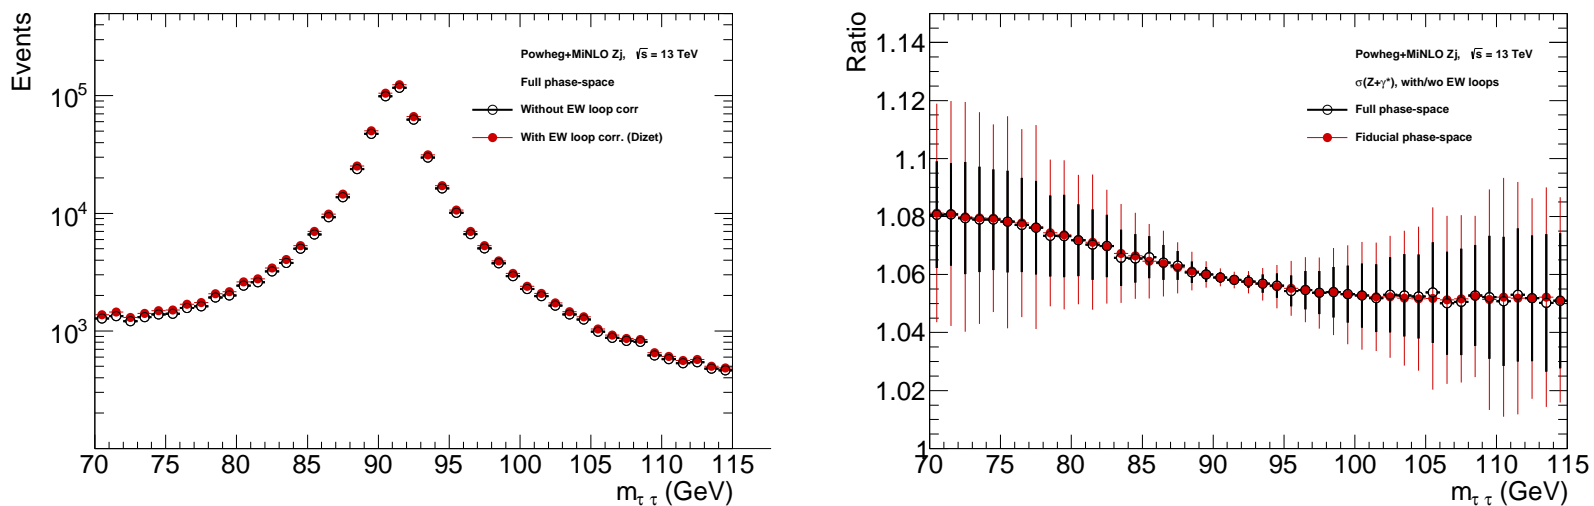 Events
10^5
10^4
10^3
Powheg+MiNLO Zj, √s = 13 TeV
Full phase-space
Without EW loop corr
With EW loop corr. (Dizet)
70 75 80 85 90 95 100 105 110 115
m_τ τ (GeV)
Ratio
1.14
1.12
1.1
1.08
1.06
1.04
1.02
1
Powheg+MiNLO Zj, √s = 13 TeV
σ(Z+γ*), with/wo EW loops
Full phase-space
Fiducial phase-space
70 75 80 85 90 95 100 105 110 115
m_τ τ (GeV)